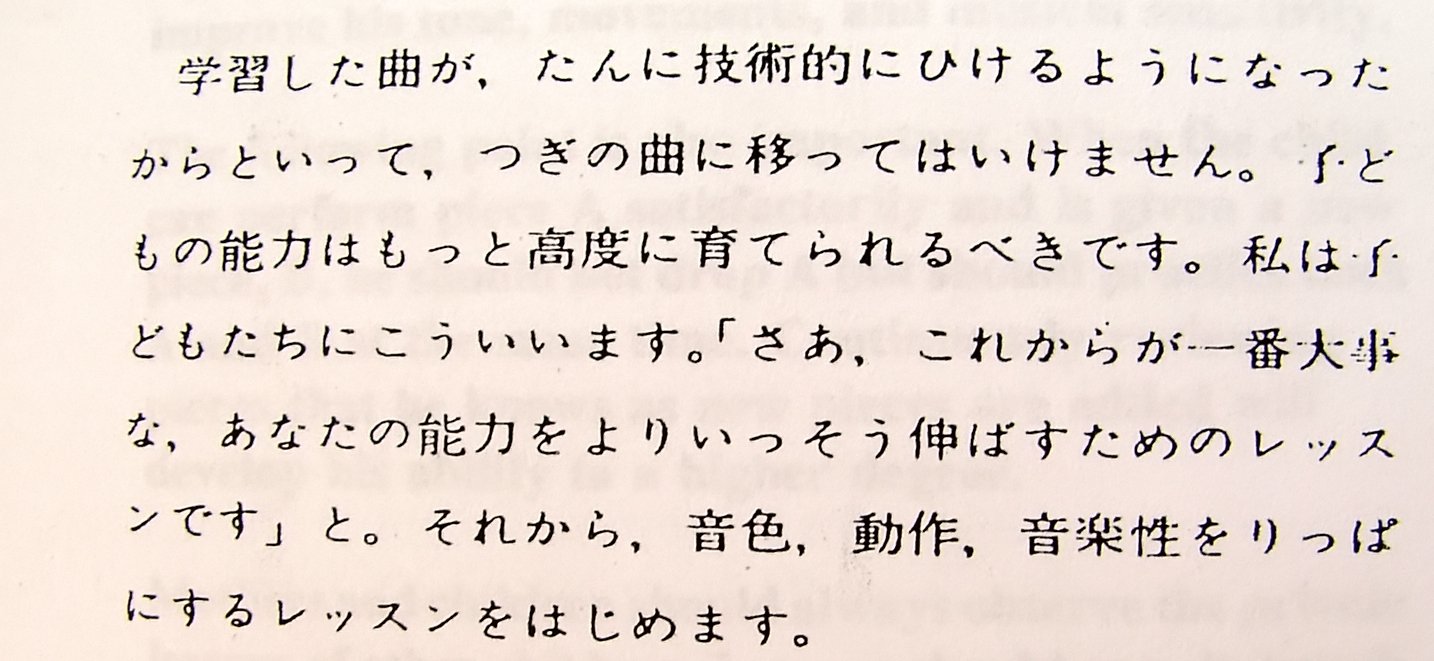 学習した曲が，たんに技術的にひけるようになった
からといって，つぎの曲に移ってはいけません。子ど
もの能力はもっと高度に育てられるべきです。私は子
どもたちにこういいます。「さあ，これからが一番大事
な，あなたの能力をよりいっそう伸ばすためのレッス
ンです」と。それから，音色，動作，音楽性をりっぱ
にするレッスンをはじめます。